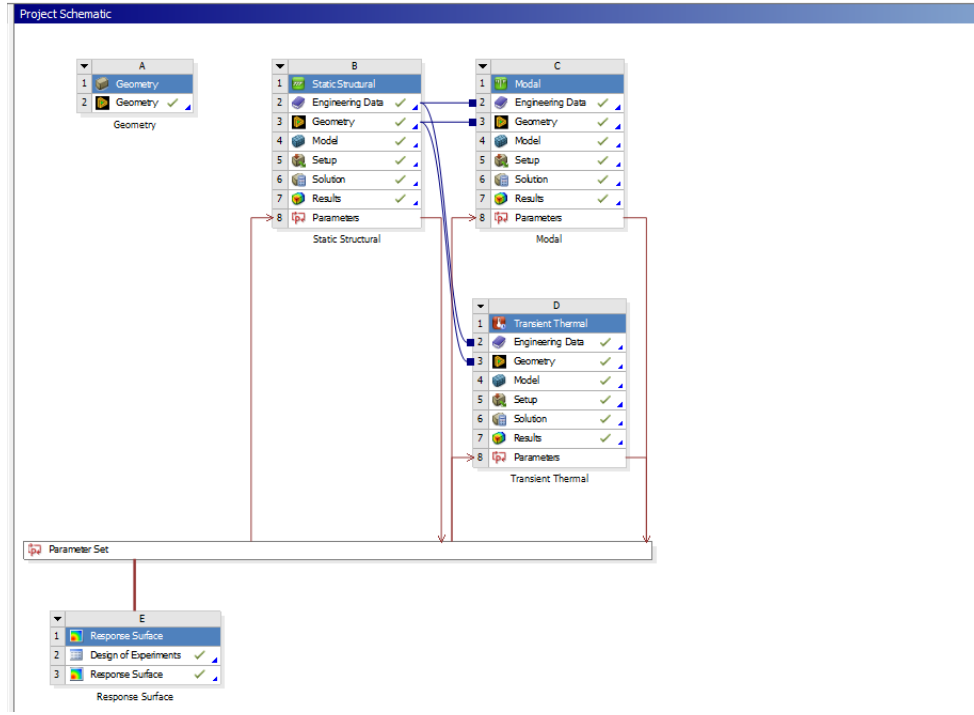 Project Schematic
A
1 Geometry
2 Geometry
Geometry
B
1 Static Structural
2 Engineering Data
3 Geometry
4 Model
5 Setup
6 Solution
7 Results
8 Parameters
Static Structural
C
1 Modal
2 Engineering Data
3 Geometry
4 Model
5 Setup
6 Solution
7 Results
8 Parameters
Modal
D
1 Transient Thermal
2 Engineering Data
3 Geometry
4 Model
5 Setup
6 Solution
7 Results
8 Parameters
Transient Thermal
Parameter Set
E
1 Response Surface
2 Design of Experiments
3 Response Surface
Response Surface